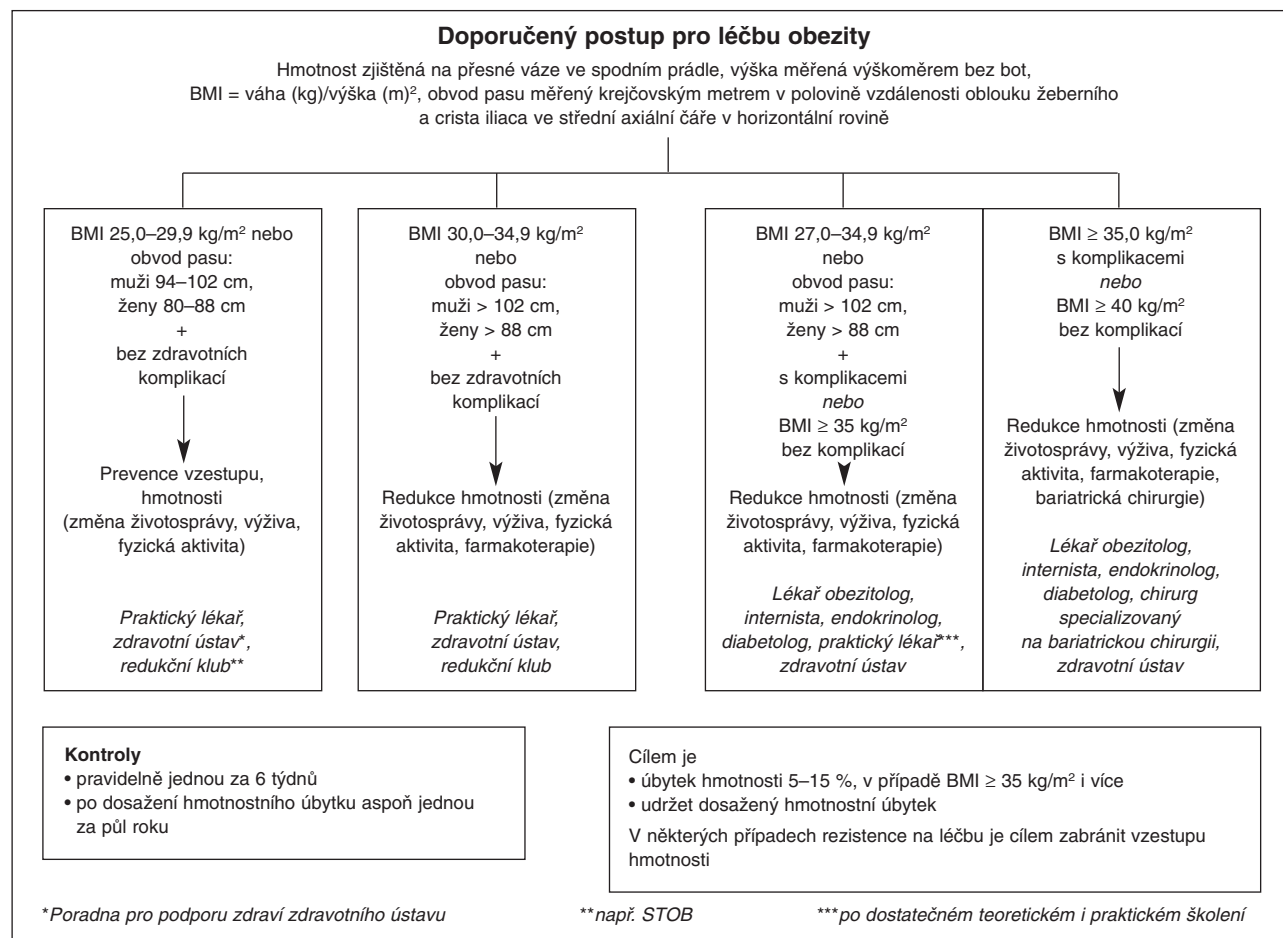 Doporučený postup pro léčbu obezity
Hmotnost zjištěná na přesné váze ve spodním prádle, výška měřená výškoměrem bez bot,
BMI = váha (kg)/výška (m)², obvod pasu měřený krejčovským metrem v polovině vzdálenosti oblouku žeberního
a crista iliaca ve střední axiální čáře v horizontální rovině
BMI 25,0–29,9 kg/m² nebo
obvod pasu:
muži 94–102 cm,
ženy 80–88 cm
+
bez zdravotních
komplikací
Prevence vzestupu,
hmotnosti
(změna životosprávy, výživa,
fyzická aktivita)
Praktický lékař,
zdravotní ústav*,
redukční klub**
BMI 30,0–34,9 kg/m²
nebo
obvod pasu:
muži > 102 cm,
ženy > 88 cm
+
bez zdravotních
komplikací
Redukce hmotnosti (změna
životosprávy, výživa, fyzická
aktivita, farmakoterapie)
Praktický lékař,
zdravotní ústav,
redukční klub
BMI 27,0–34,9 kg/m²
nebo
obvod pasu:
muži > 102 cm,
ženy > 88 cm
+
s komplikacemi
nebo
BMI ≥ 35 kg/m²
bez komplikací
Redukce hmotnosti (změna
životosprávy, výživa, fyzická
aktivita, farmakoterapie)
Lékař obezitolog,
internista, endokrinolog,
diabetolog, praktický lékař***,
zdravotní ústav
BMI ≥ 35,0 kg/m²
s komplikacemi
nebo
BMI ≥ 40 kg/m²
bez komplikací
Redukce hmotnosti (změna
životosprávy, výživa, fyzická
aktivita, farmakoterapie,
bariatrická chirurgie)
Lékař obezitolog,
internista, endokrinolog,
diabetolog, chirurg
specializovaný
na bariatrickou chirurgii,
zdravotní ústav
Kontroly
• pravidelně jednou za 6 týdnů
• po dosažení hmotnostního úbytku aspoň jednou
za půl roku
Cílem je
• úbytek hmotnosti 5–15 %, v případě BMI ≥ 35 kg/m² i více
• udržet dosažený hmotnostní úbytek
V některých případech rezistence na léčbu je cílem zabránit vzestupu
hmotnosti
*Poradna pro podporu zdraví zdravotního ústavu **např. STOB ***po dostatečném teoretickém i praktickém školení